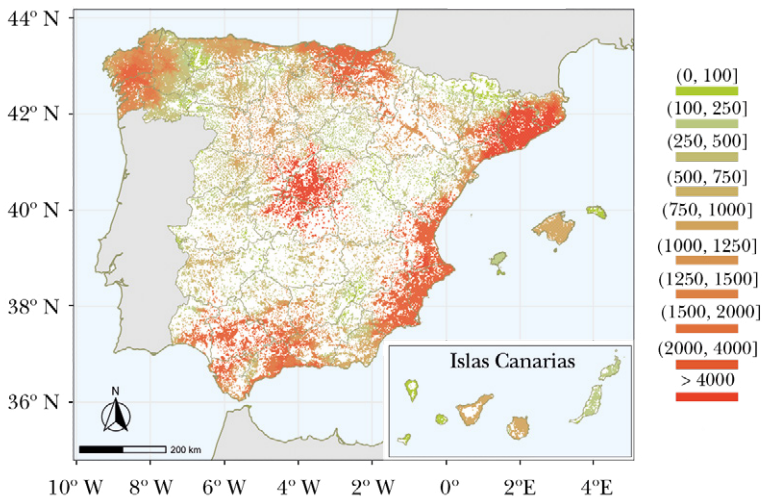 44º N
42º N
40º N
38º N
36º N
10º W
8º W
6º W
4º W
2º W
0º
2ºE
4ºE
N
200 km
Islas Canarias
(0, 100]
(100, 250]
(250, 500]
(500, 750]
(750, 1000]
(1000, 1250]
(1250, 1500]
(1500, 2000]
(2000, 4000]
> 4000